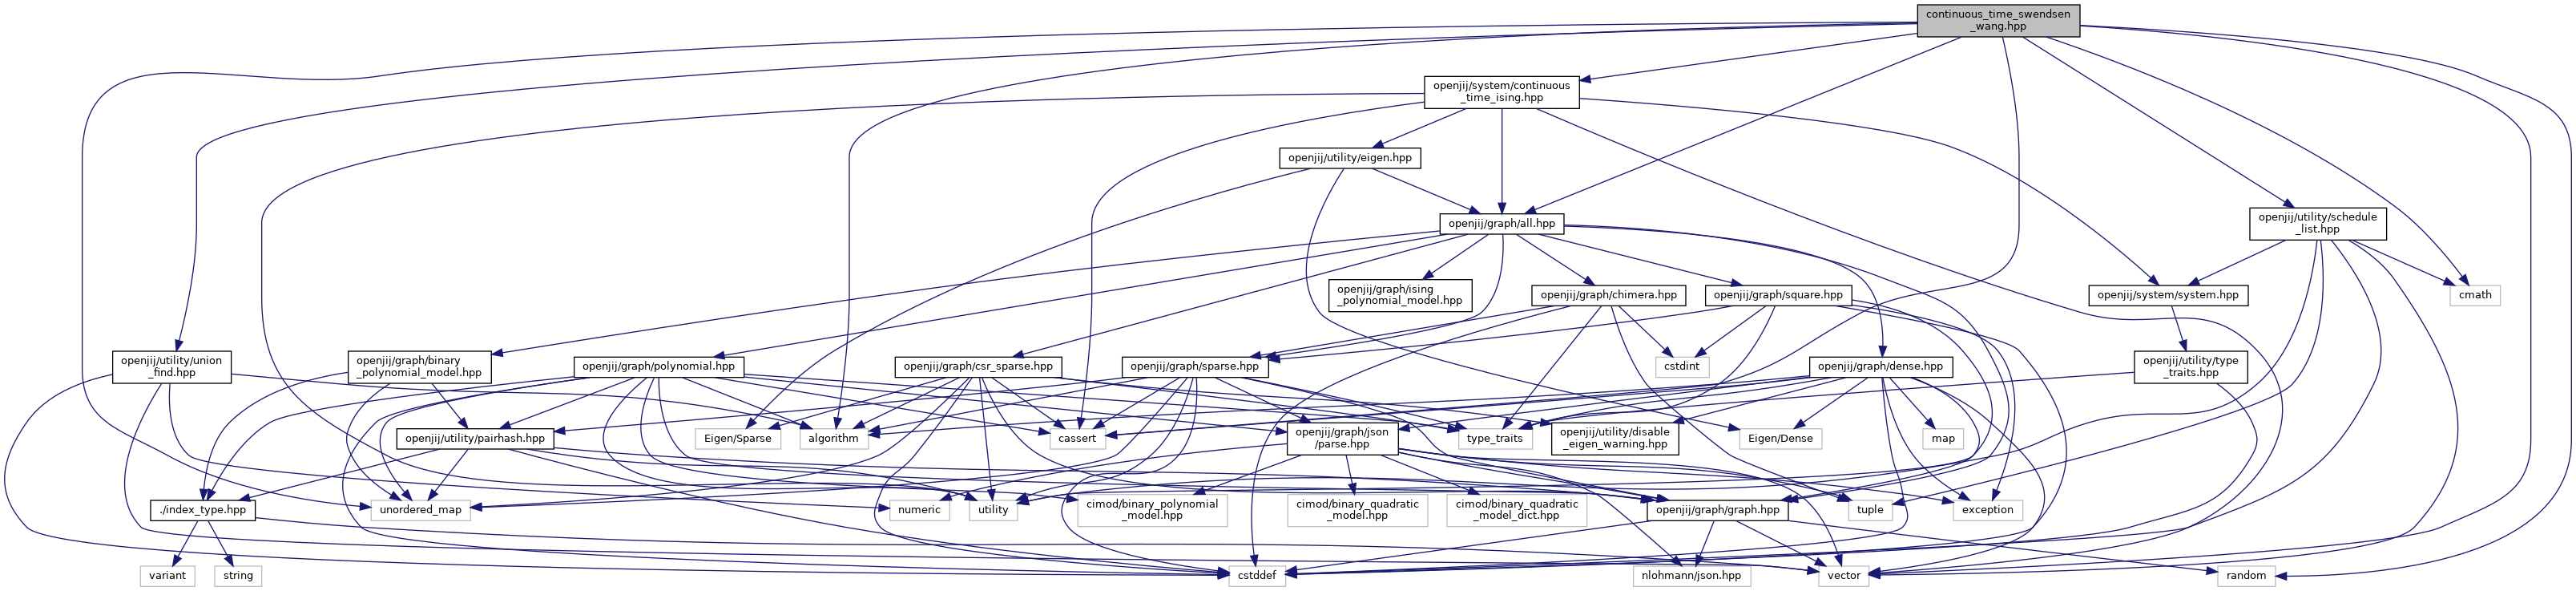 continuous_time_swendsen
_wang.hpp
openjij/system/continuous
_time_ising.hpp
openjij/utility/eigen.hpp
openjij/graph/all.hpp
openjij/utility/schedule
_list.hpp
openjij/graph/ising
_polynomial_model.hpp
openjij/graph/chimera.hpp
openjij/graph/square.hpp
openjij/system/system.hpp
cmath
openjij/utility/union
_find.hpp
openjij/graph/binary
_polynomial_model.hpp
openjij/graph/polynomial.hpp
openjij/graph/csr_sparse.hpp
openjij/graph/sparse.hpp
cstdint
openjij/graph/dense.hpp
openjij/utility/type
_traits.hpp
openjij/utility/pairhash.hpp
Eigen/Sparse
algorithm
cassert
openjij/graph/json
/parse.hpp
type_traits
openjij/utility/disable
_eigen_warning.hpp
Eigen/Dense
map
./index_type.hpp
unordered_map
numeric
utility
cimod/binary_polynomial
_model.hpp
cimod/binary_quadratic
_model.hpp
cimod/binary_quadratic
_model_dict.hpp
openjij/graph/graph.hpp
tuple
exception
variant
string
cstddef
nlohmann/json.hpp
vector
random